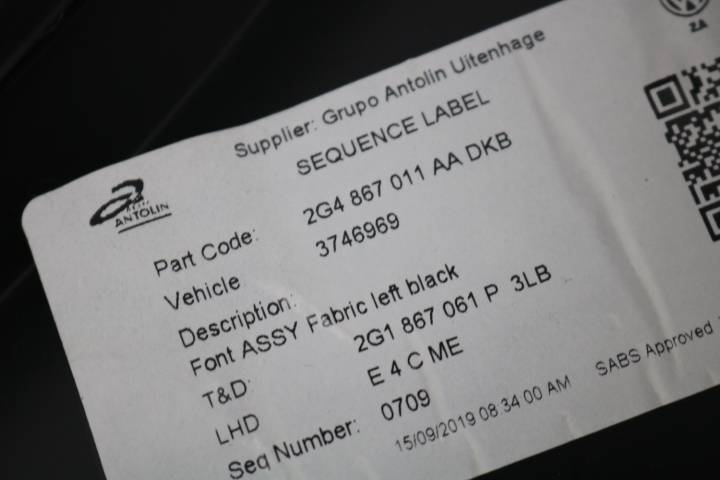 ZA
Supplier: Grupo Antolin Uitenhage
SEQUENCE LABEL
ANTOLIN
Part Code: 2G4 867 011 AA DKB
Vehicle 3746969
Description:
Font ASSY Fabric left black
T&D: 2G1 867 061 P 3LB
LHD E 4 C ME
Seq Number: 0709
15/09/2019 08:34:00 AM SABS Approved